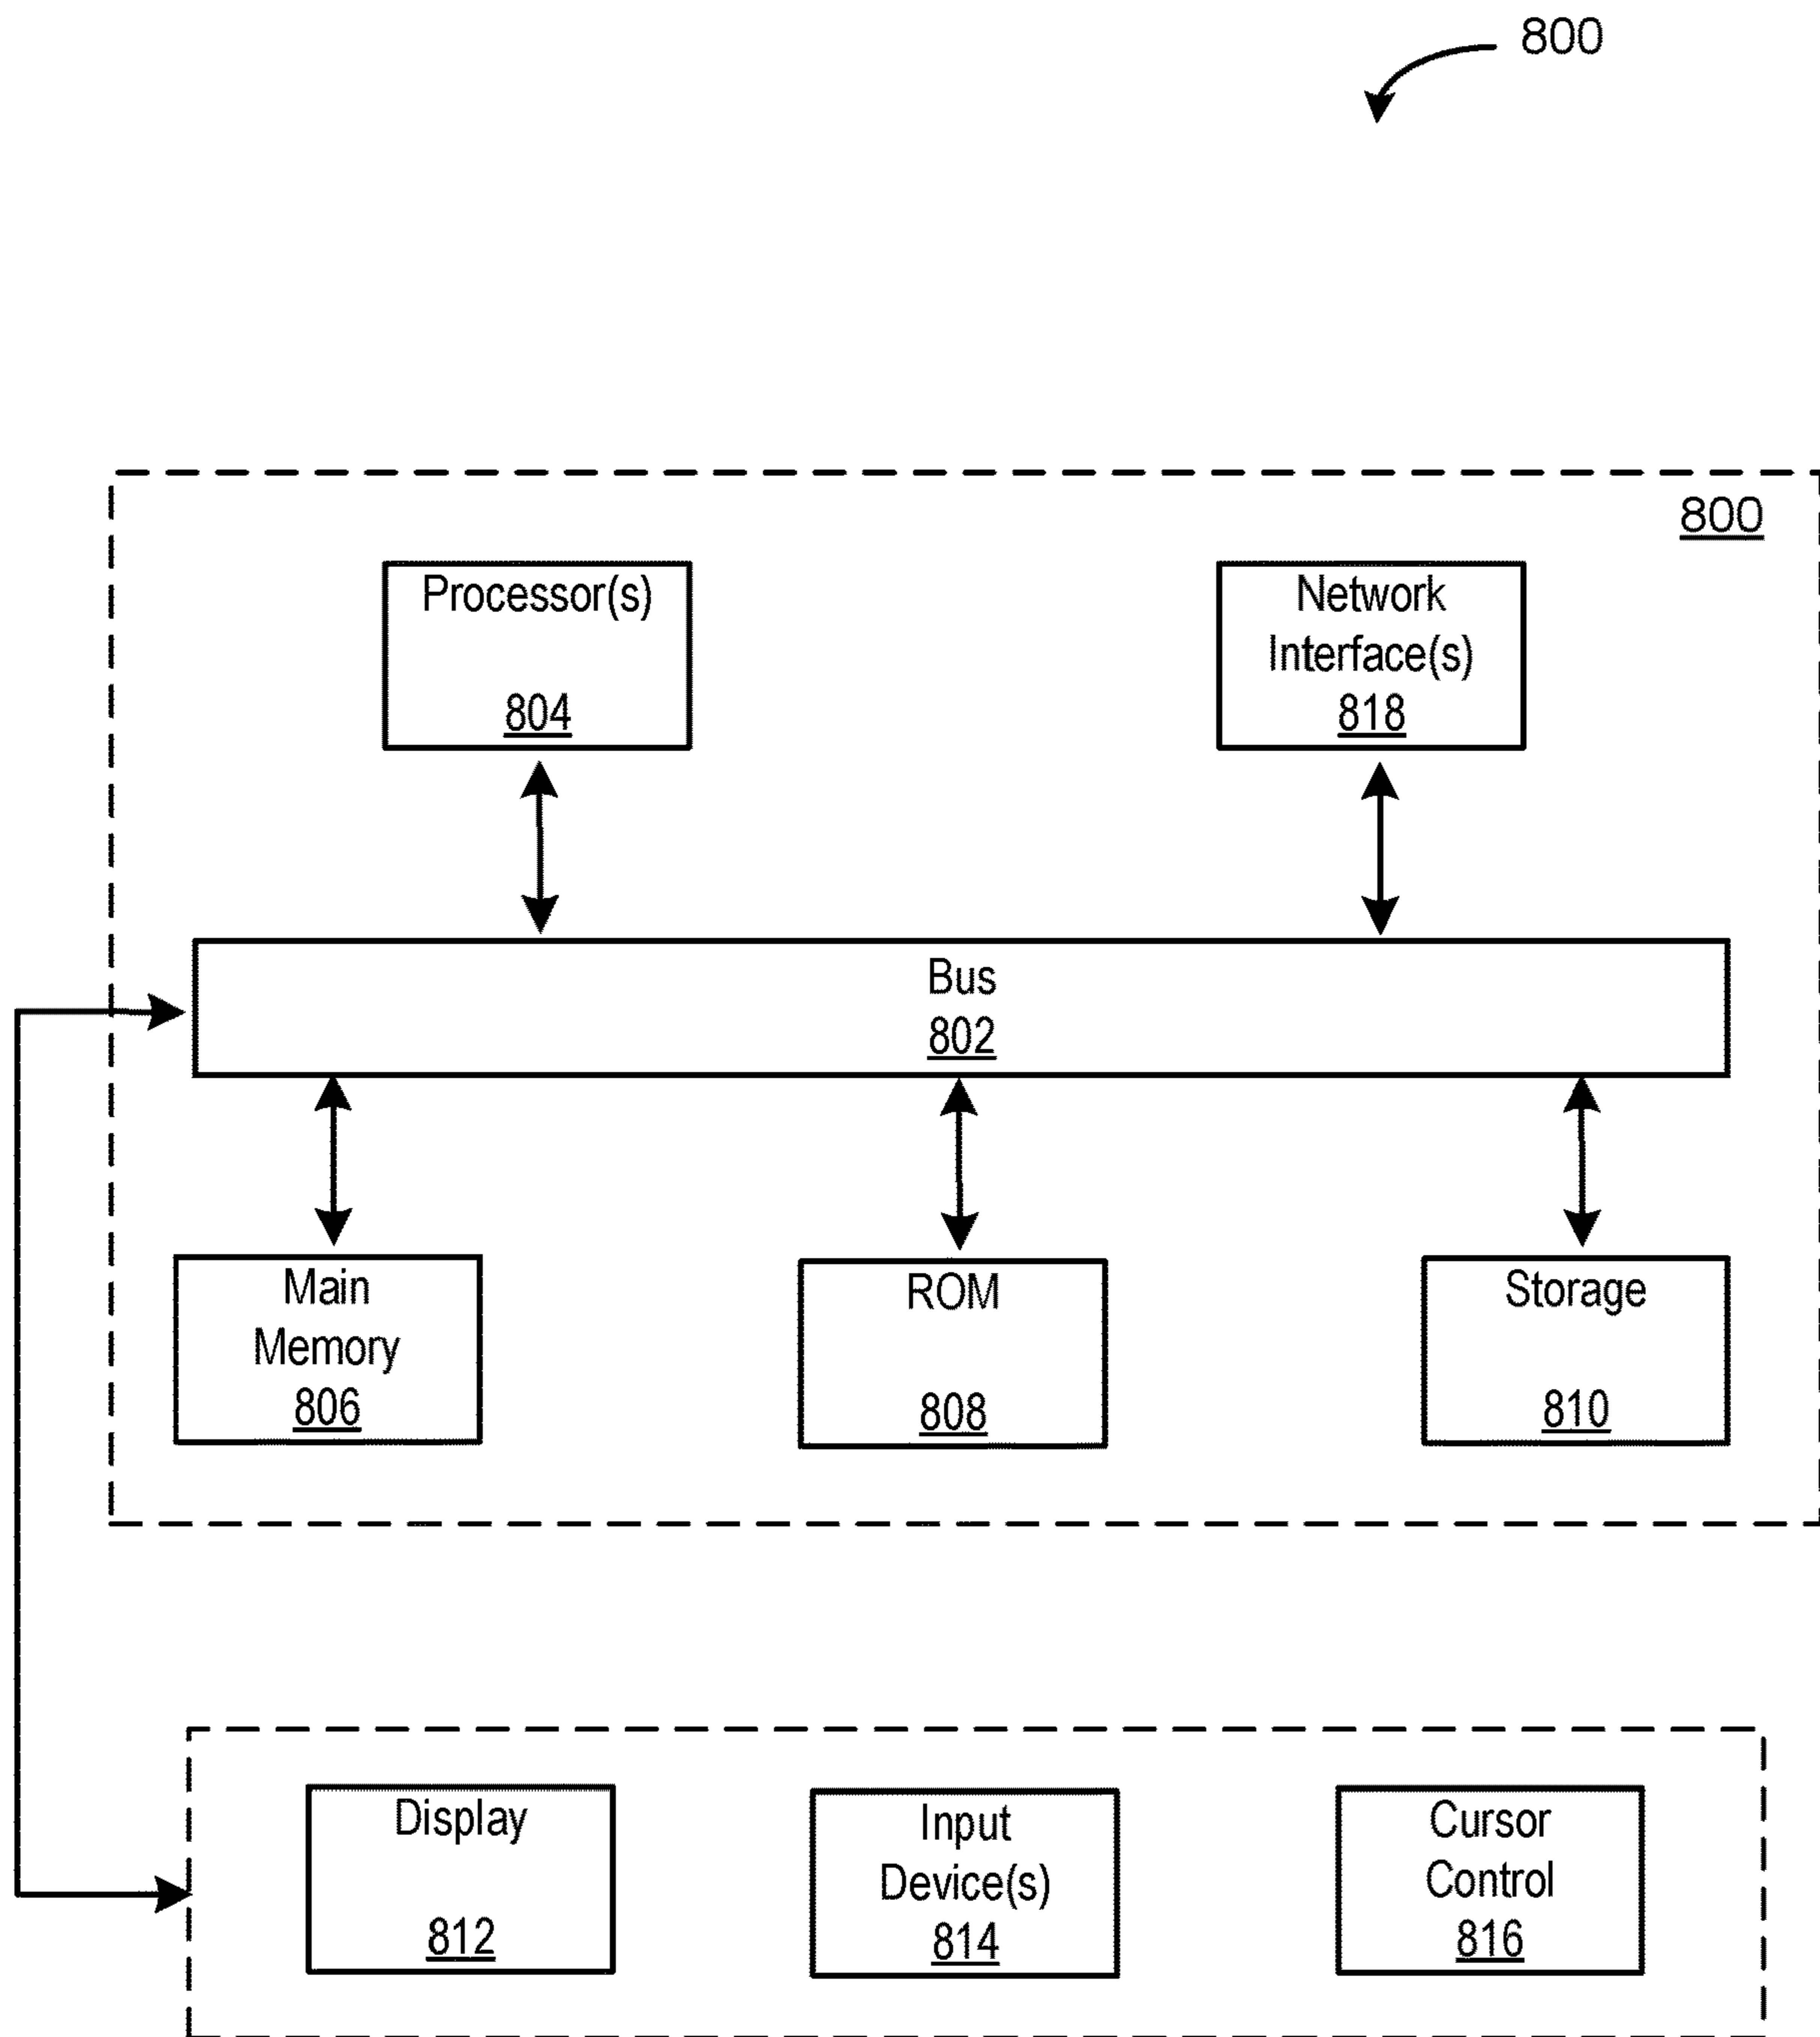 800
800
Processor(s)
804
Network
Interface(s)
818
Bus
802
Main
Memory
806
ROM
808
Storage
810
Display
812
Input
Device(s)
814
Cursor
Control
816